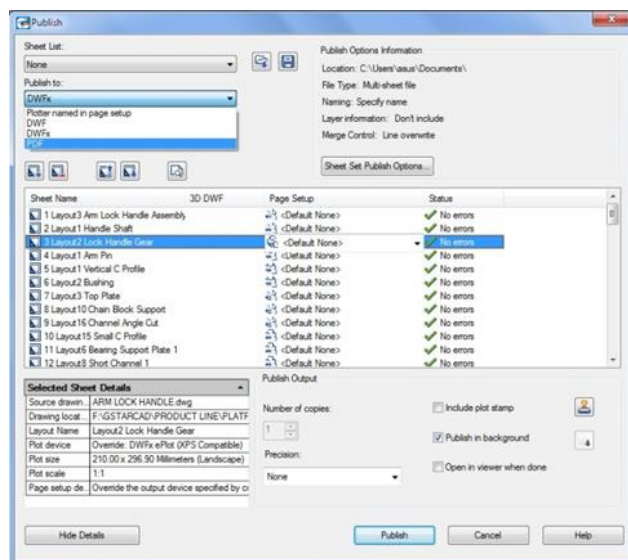 Publish
Sheet List:
None
Publish to:
DWFx
Plotter named in page setup
DWF
DWFx
PDF
Publish Options Information
Location: C:\Users\asus\Documents\
File Type: Multi-sheet file
Naming: Specify name
Layer information: Don't include
Merge Control: Line overwrite
Sheet Set Publish Options...
Sheet Name 3D DWF Page Setup Status
1 Layout3 Arm Lock Handle Assembly <Default None> No errors
2 Layout1 Handle Shaft <Default None> No errors
3 Layout2 Lock Handle Gear <Default None> No errors
4 Layout1 Arm Pin <Default None> No errors
5 Layout1 Vertical C Profile <Default None> No errors
6 Layout2 Bushing <Default None> No errors
7 Layout3 Top Plate <Default None> No errors
8 Layout10 Chain Block Support <Default None> No errors
9 Layout16 Channel Angle Cut <Default None> No errors
10 Layout15 Small C Profile <Default None> No errors
11 Layout6 Bearing Support Plate 1 <Default None> No errors
12 Layout8 Short Channel 1 <Default None> No errors
Selected Sheet Details
Source drawin... ARM LOCK HANDLE.dwg
Drawing locat... F:\GSTARCAD\PRODUCT LINE\PLATF
Layout Name Layout2 Lock Handle Gear
Plot device Override: DWFx ePlot (XPS Compatible)
Plot size 210.00 x 296.90 Millimeters (Landscape)
Plot scale 1:1
Page setup de... Override the output device specified by
Publish Output
Number of copies:
1
Precision:
None
Include plot stamp
Publish in background
Open in viewer when done
Hide Details
Publish
Cancel
Help